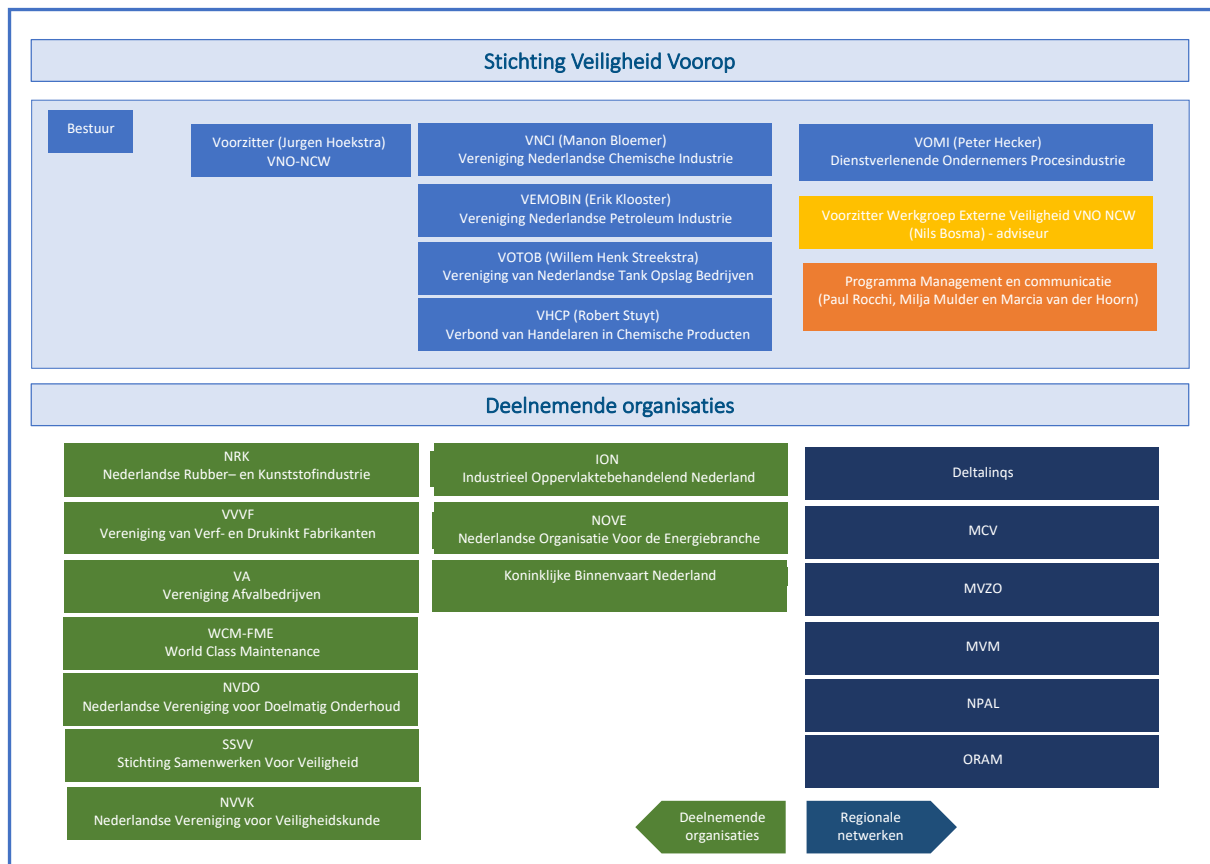 Stichting Veiligheid Voorop
Bestuur
Voorzitter (Jurgen Hoekstra)
VNO-NCW
VNCI (Manon Bloemer)
Vereniging Nederlandse Chemische Industrie
VEMOBIN (Erik Klooster)
Vereniging Nederlandse Petroleum Industrie
VOTOB (Willem Henk Streekstra)
Vereniging van Nederlandse Tank Opslag Bedrijven
VHCP (Robert Stuyt)
Verbond van Handelaren in Chemische Producten
VOMI (Peter Hecker)
Dienstverlenende Ondernemers Procesindustrie
Voorzitter Werkgroep Externe Veiligheid VNO NCW
(Nils Bosma) - adviseur
Programma Management en communicatie
(Paul Rocchi, Milja Mulder en Marcia van der Hoorn)
Deelnemende organisaties
NRK
Nederlandse Rubber– en Kunststofindustrie
VVVF
Vereniging van Verf- en Drukinkt Fabrikanten
VA
Vereniging Afvalbedrijven
WCM-FME
World Class Maintenance
NVDO
Nederlandse Vereniging voor Doelmatig Onderhoud
SSVV
Stichting Samenwerken Voor Veiligheid
NVVK
Nederlandse Vereniging voor Veiligheidskunde
ION
Industrieel Oppervlaktebehandelend Nederland
NOVE
Nederlandse Organisatie Voor de Energiebranche
Koninklijke Binnenvaart Nederland
Deltalinqs
MCV
MVZO
MVM
NPAL
ORAM
Deelnemende
organisaties
Regionale
netwerken